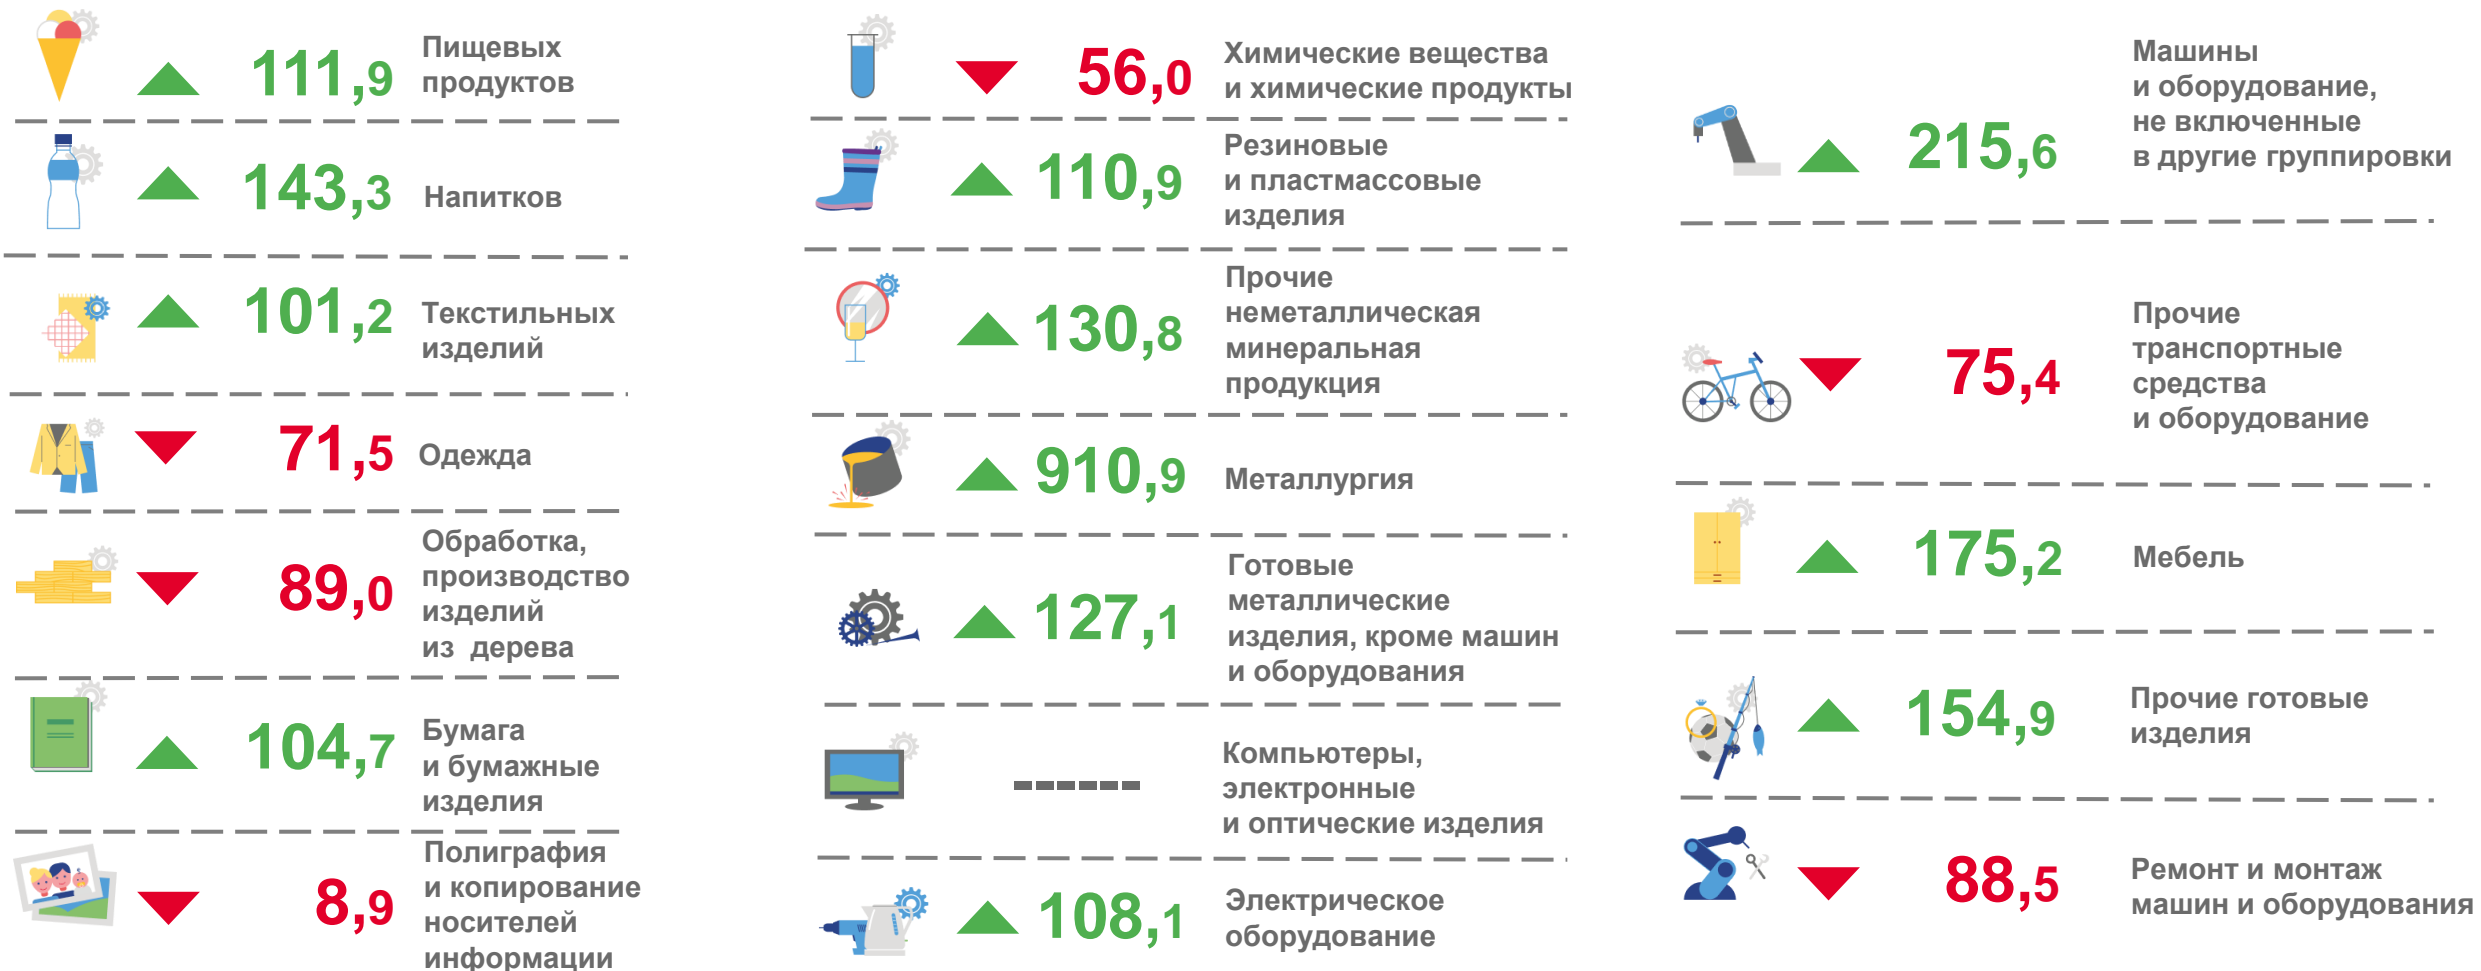 111,9
Пищевых
продуктов
143,3
Напитков
101,2
Текстильных
изделий
71,5
Одежда
89,0
Обработка,
производство
изделий
из дерева
104,7
Бумага
и бумажные
изделия
8,9
Полиграфия
и копирование
носителей
информации
56,0
Химические вещества
и химические продукты
110,9
Резиновые
и пластмассовые
изделия
130,8
Прочие
неметаллическая
минеральная
продукция
910,9
Металлургия
127,1
Готовые
металлические
изделия, кроме машин
и оборудования
------
Компьютеры,
электронные
и оптические изделия
108,1
Электрическое
оборудование
215,6
Машины
и оборудование,
не включенные
в другие группировки
75,4
Прочие
транспортные
средства
и оборудование
175,2
Мебель
154,9
Прочие готовые
изделия
88,5
Ремонт и монтаж
машин и оборудования